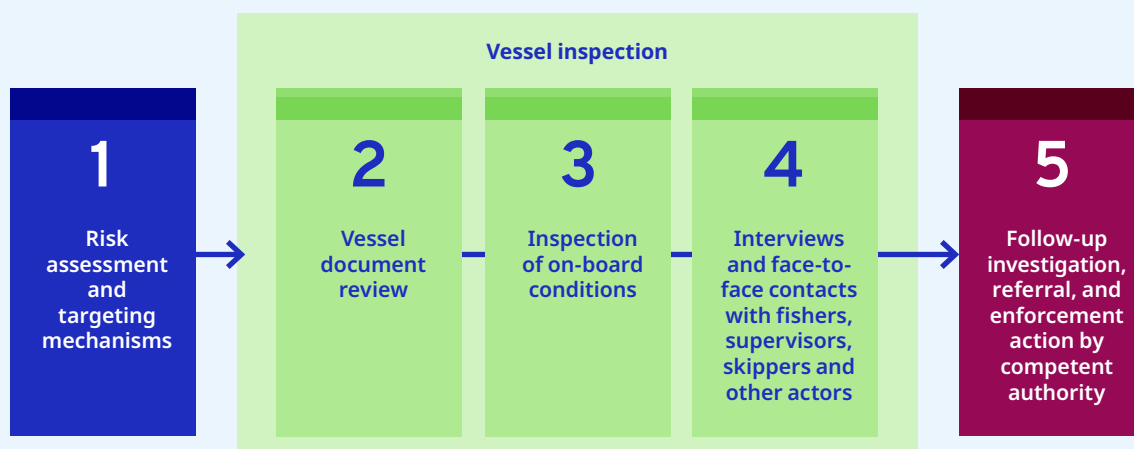 Vessel inspection
1
Risk
assessment
and
targeting
mechanisms
2
Vessel
document
review
3
Inspection
of on-board
conditions
4
Interviews
and face-to-
face contacts
with fishers,
supervisors,
skippers and
other actors
5
Follow-up
investigation,
referral, and
enforcement
action by
competent
authority